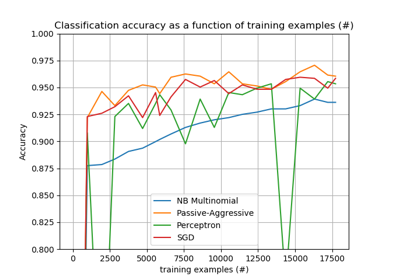 Classification accuracy as a function of training examples (#)
1.000
0.975
0.950
0.925
0.900
0.875
0.850
0.825
0.800
Accuracy
NB Multinomial
Passive-Aggressive
Perceptron
SGD
0 2500 5000 7500 10000 12500 15000 17500
training examples (#)